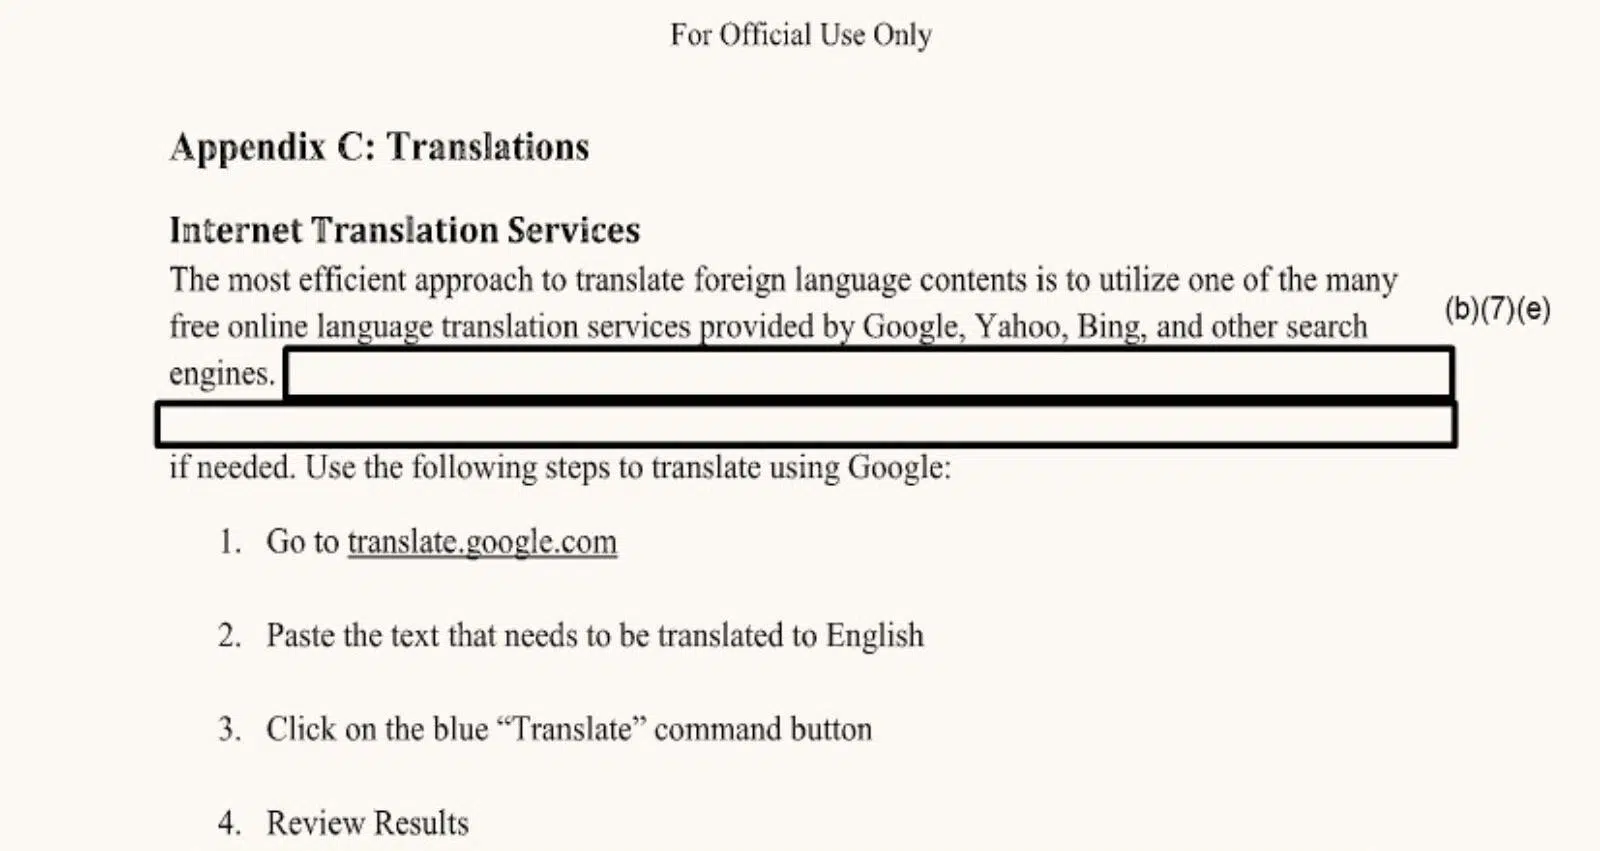 For Official Use Only
Appendix C: Translations
Internet Translation Services
The most efficient approach to translate foreign language contents is to utilize one of the many
free online language translation services provided by Google, Yahoo, Bing, and other search
(b)(7)(e)
engines.
if needed. Use the following steps to translate using Google:
1. Go to translate.google.com
2. Paste the text that needs to be translated to English
3. Click on the blue “Translate” command button
4. Review Results